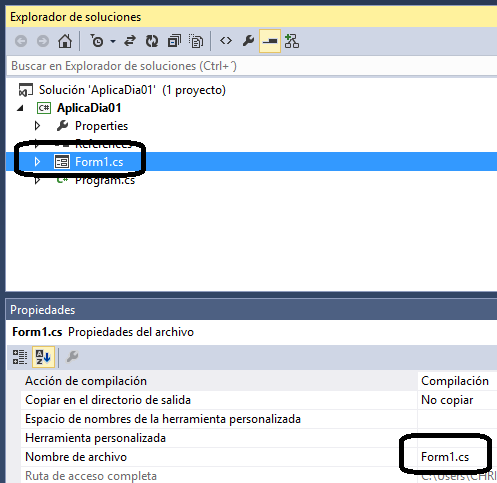 Explorador de soluciones
Buscar en Explorador de soluciones (Ctrl+´)
Solución 'AplicaDia01' (1 proyecto)
C# AplicaDia01
Properties
References
Form1.cs
C# Program.cs
Propiedades
Form1.cs Propiedades del archivo
Acción de compilación Compilación
Copiar en el directorio de salida No copiar
Espacio de nombres de la herramienta personalizada
Herramienta personalizada
Nombre de archivo Form1.cs
Ruta de acceso completa C:\Users\CHRI